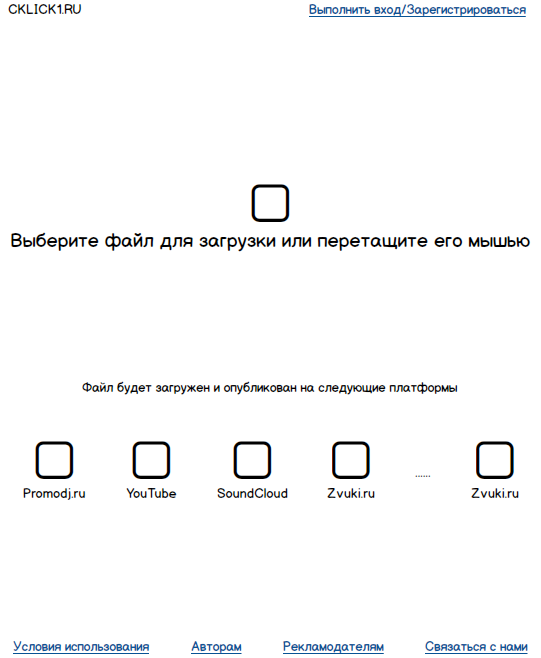 CKLICK1.RU
Выполнить вход/Зарегистрироваться
Выберите файл для загрузки или перетащите его мышью
Файл будет загружен и опубликован на следующие платформы
......
Promodj.ru YouTube SoundCloud Zvuki.ru Zvuki.ru
Условия использования Авторам Рекламодателям Связаться с нами